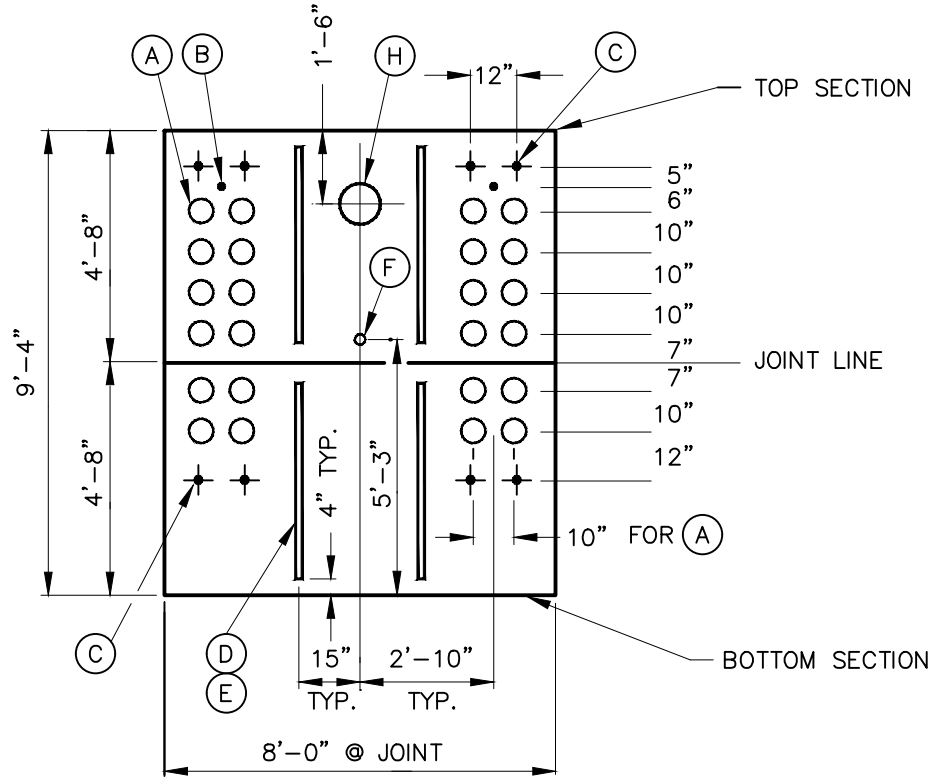 A
B
1'-6"
H
12"
C
TOP SECTION
5"
6"
10"
10"
10"
7"
7"
10"
12"
4'-8"
F
9'-4"
JOINT LINE
4'-8"
4" TYP.
5'-3"
10" FOR A
C
D
E
15"
TYP.
2'-10"
TYP.
BOTTOM SECTION
8'-0" @ JOINT